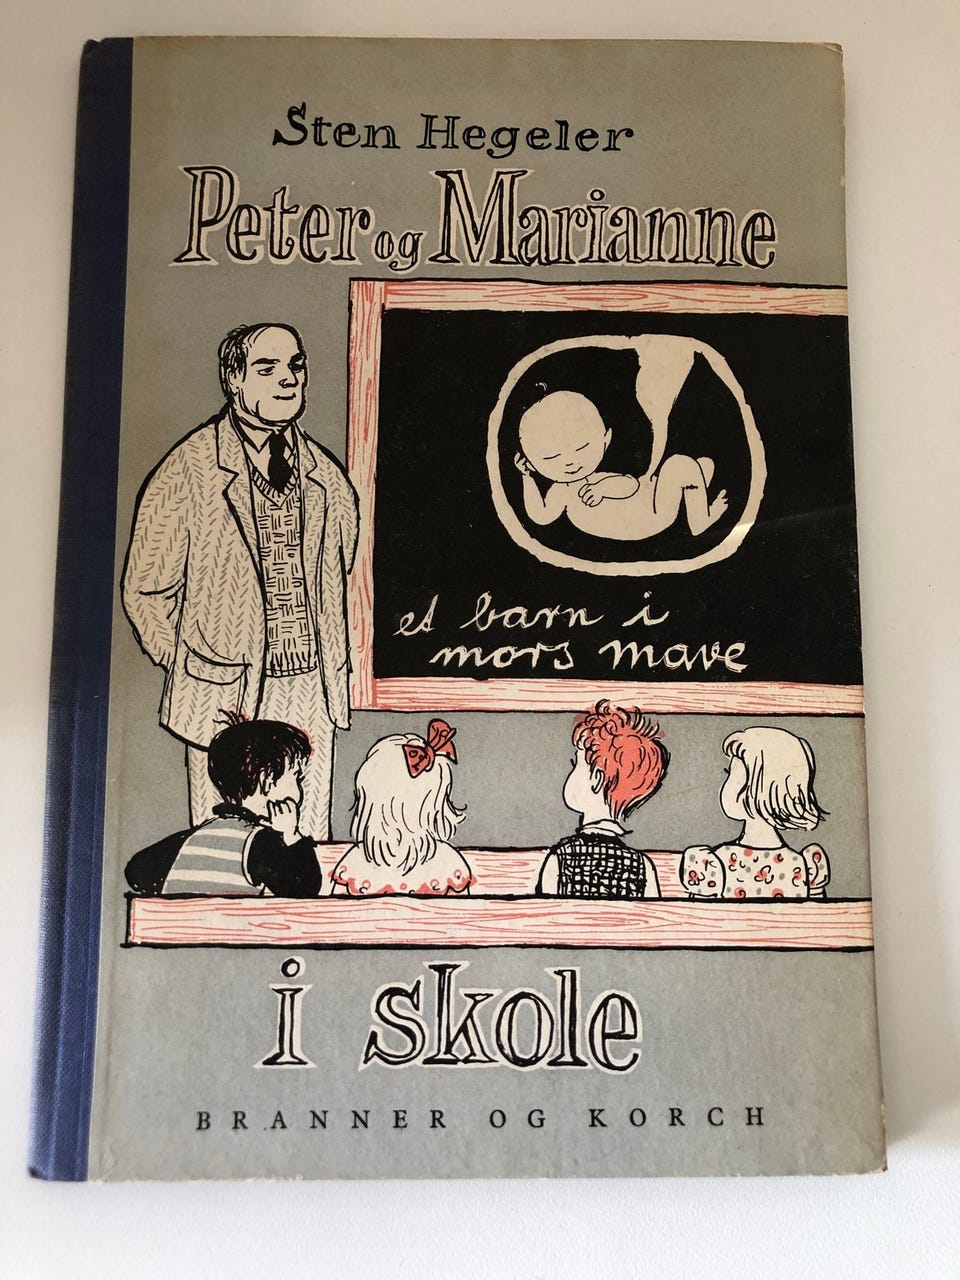 Sten Hegeler
Peter og Marianne
et barn i
mors mave
i skole
BRANNER OG KORCH